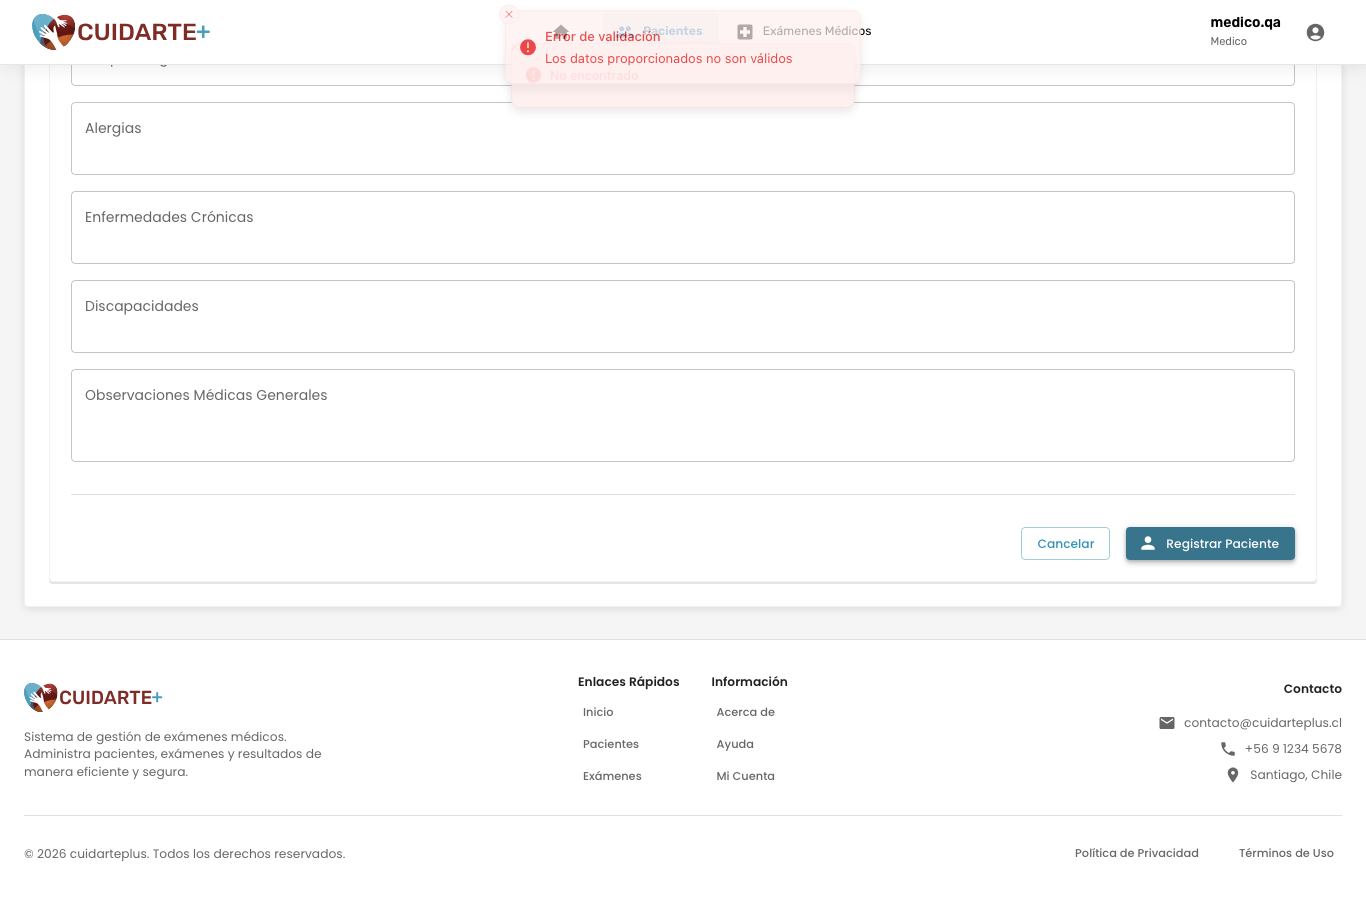 CUIDARTE+
Pacientes
Exámenes Médicos
medico.qa
Medico
Error de validación
Los datos proporcionados no son válidos
No encontrado
Alergias
Enfermedades Crónicas
Discapacidades
Observaciones Médicas Generales
Cancelar
Registrar Paciente
CUIDARTE+
Sistema de gestión de exámenes médicos.
Administra pacientes, exámenes y resultados de
manera eficiente y segura.
Enlaces Rápidos
Inicio
Pacientes
Exámenes
Información
Acerca de
Ayuda
Mi Cuenta
Contacto
contacto@cuidarteplus.cl
+56 9 1234 5678
Santiago, Chile
© 2026 cuidarteplus. Todos los derechos reservados.
Política de Privacidad
Términos de Uso